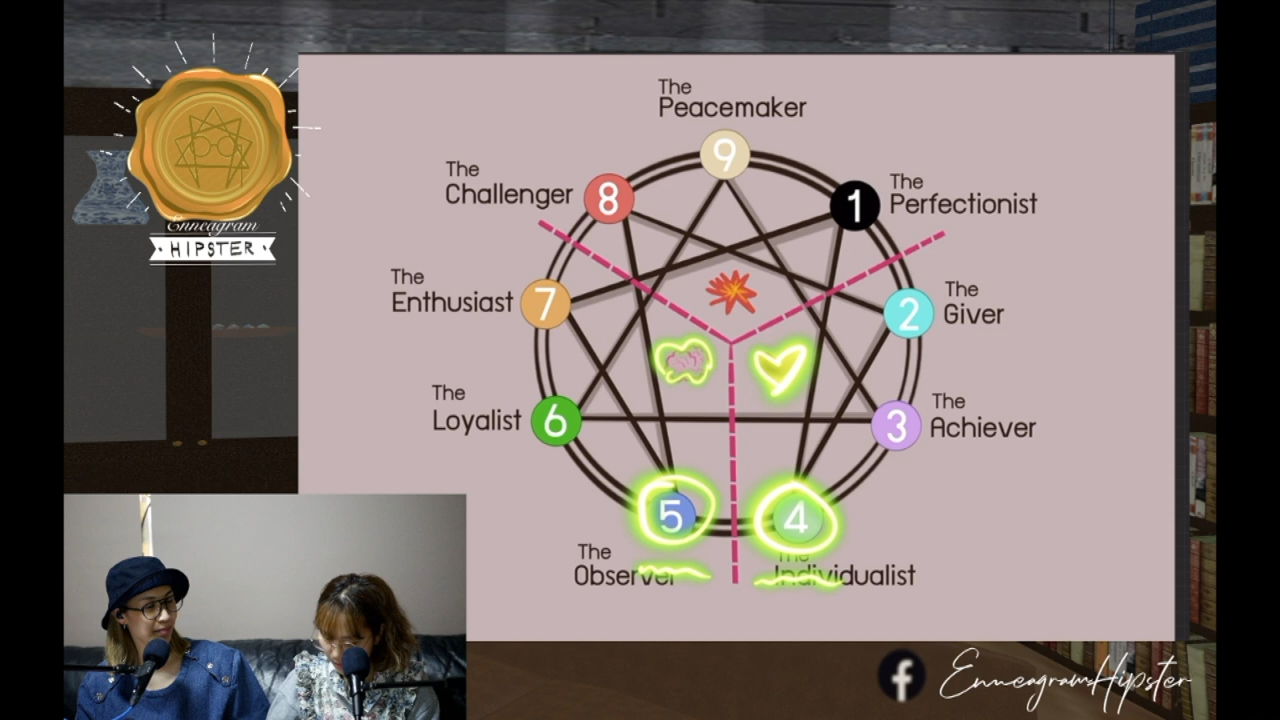 Enneagram
HIPSTER
The
Peacemaker
9
The
Challenger
8
1
The
Perfectionist
The
Enthusiast
7
2
The
Giver
The
Loyalist
6
3
The
Achiever
5
4
The
Observer
The
Individualist
f
EnneagramHipster